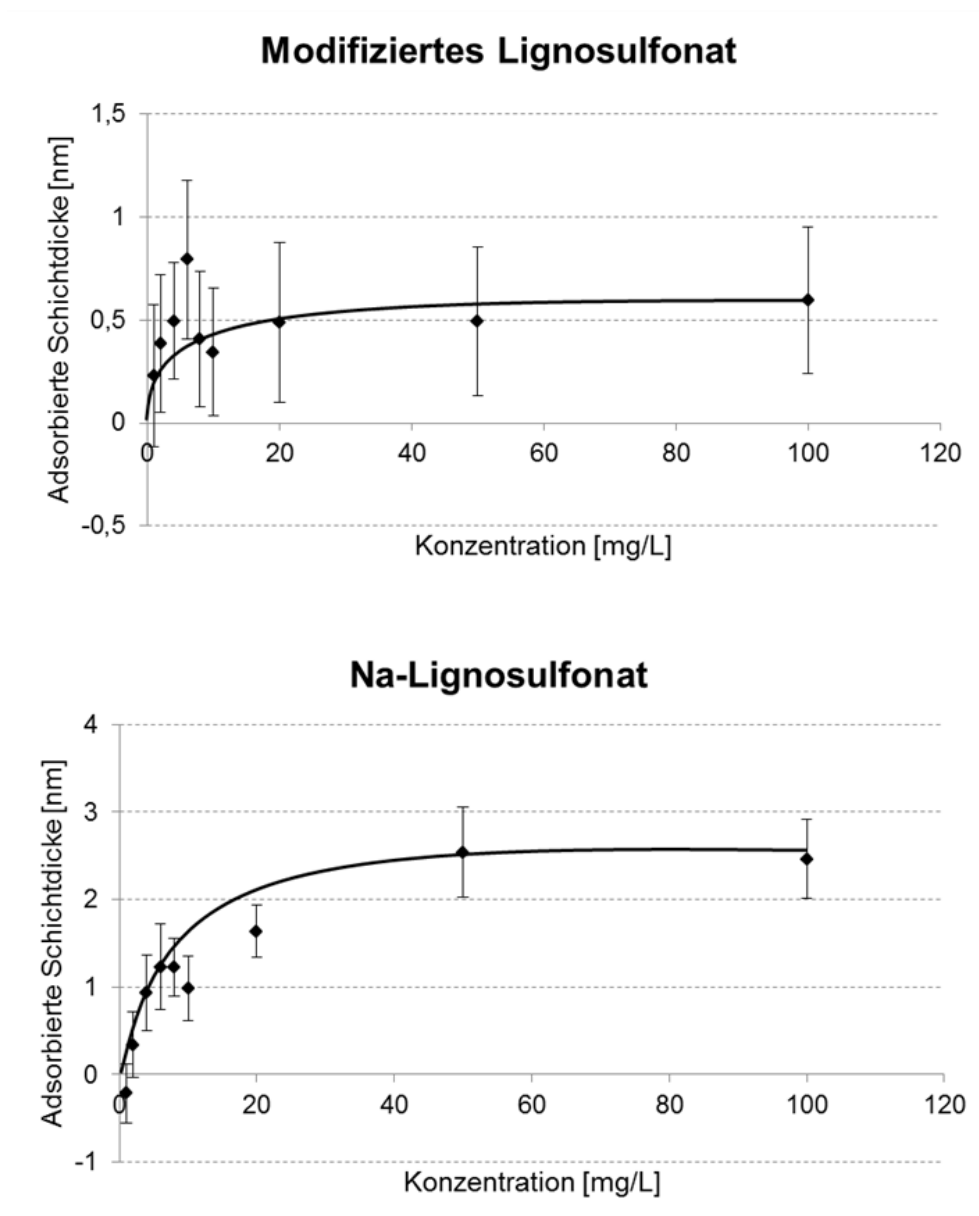 Modifiziertes Lignosulfonat
Adsorbierte Schichtdicke [nm]
1,5
1
0,5
0
-0,5
0 20 40 60 80 100 120
Konzentration [mg/L]
Na-Lignosulfonat
Adsorbierte Schichtdicke [nm]
4
3
2
1
0
-1
0 20 40 60 80 100 120
Konzentration [mg/L]